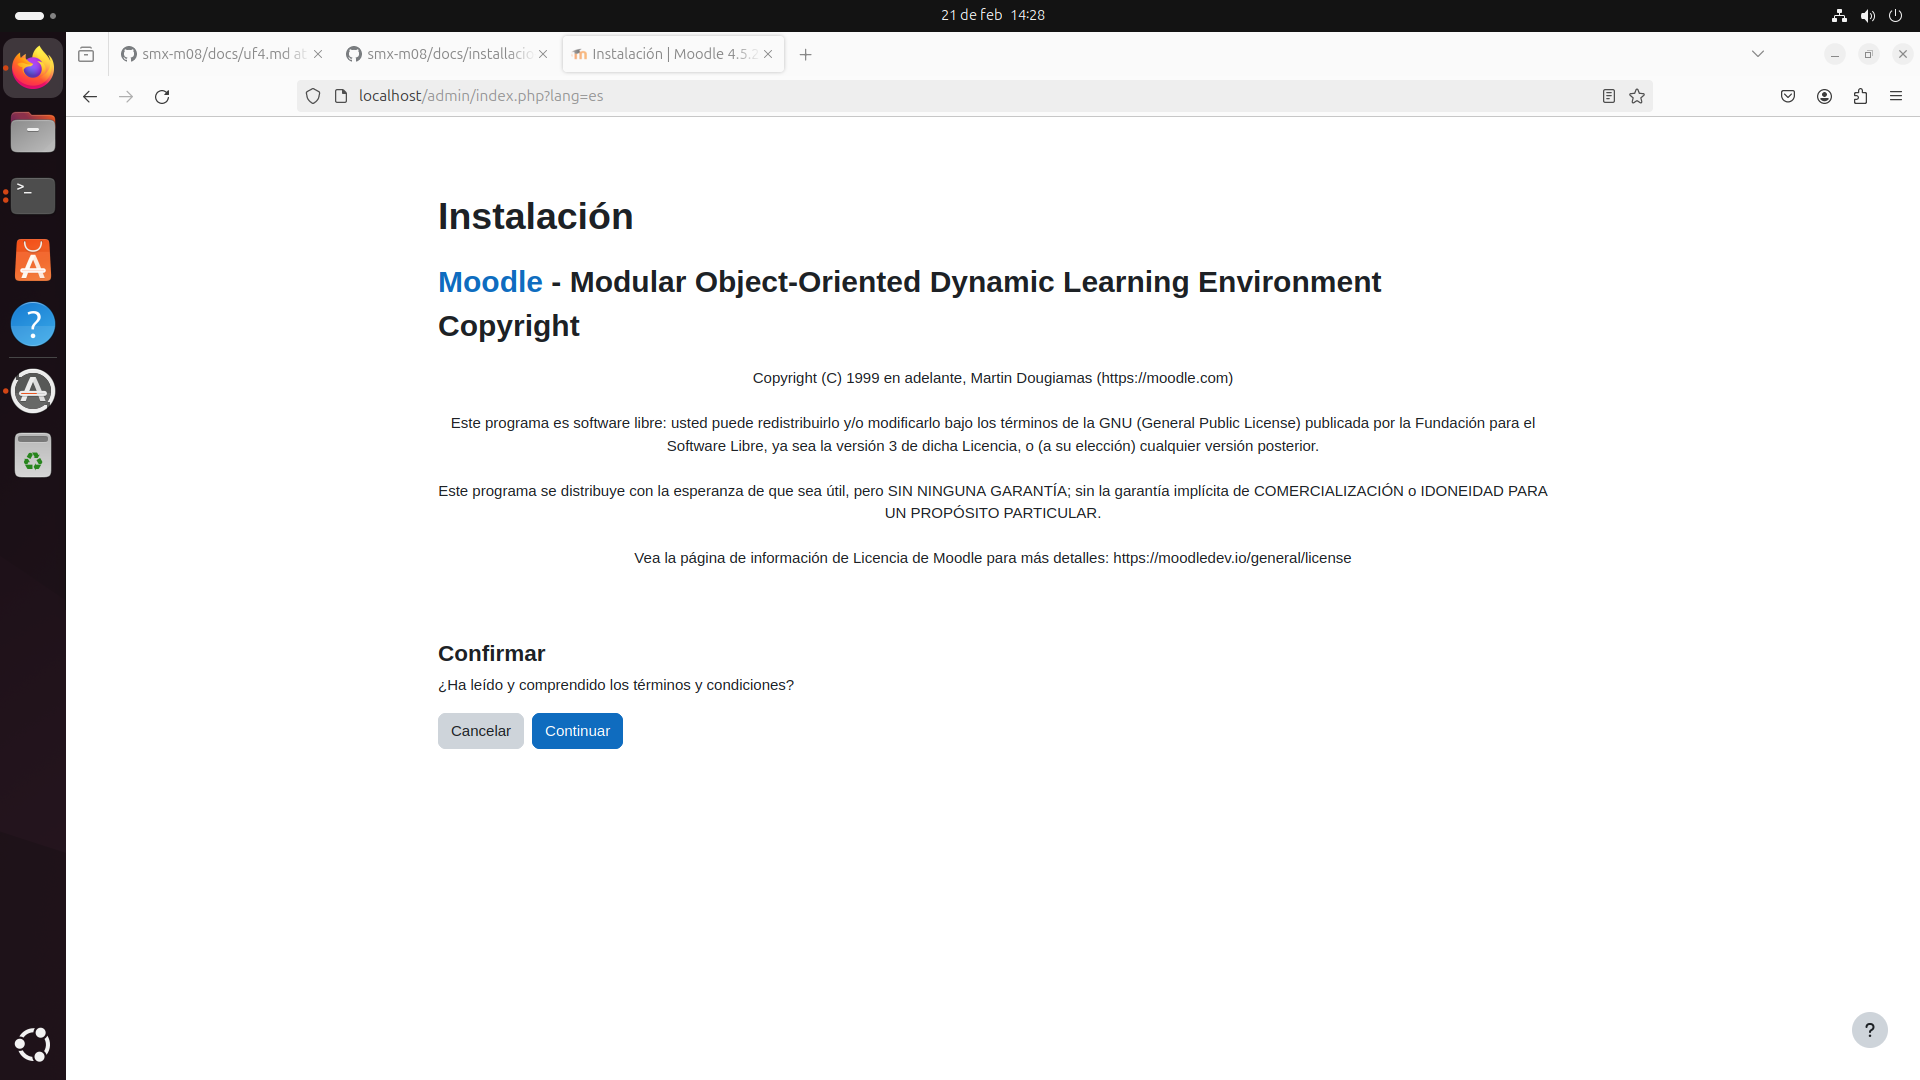 21 de feb 14:28
smx-m08/docs/uf4.md at
smx-m08/docs/installacio
Instalación | Moodle 4.5.2
localhost/admin/index.php?lang=es
Instalación
Moodle - Modular Object-Oriented Dynamic Learning Environment
Copyright
Copyright (C) 1999 en adelante, Martin Dougiamas (https://moodle.com)
Este programa es software libre: usted puede redistribuirlo y/o modificarlo bajo los términos de la GNU (General Public License) publicada por la Fundación para el
Software Libre, ya sea la versión 3 de dicha Licencia, o (a su elección) cualquier versión posterior.
Este programa se distribuye con la esperanza de que sea útil, pero SIN NINGUNA GARANTÍA; sin la garantía implícita de COMERCIALIZACIÓN o IDONEIDAD PARA
UN PROPÓSITO PARTICULAR.
Vea la página de información de Licencia de Moodle para más detalles: https://moodledev.io/general/license
Confirmar
¿Ha leído y comprendido los términos y condiciones?
Cancelar Continuar
?